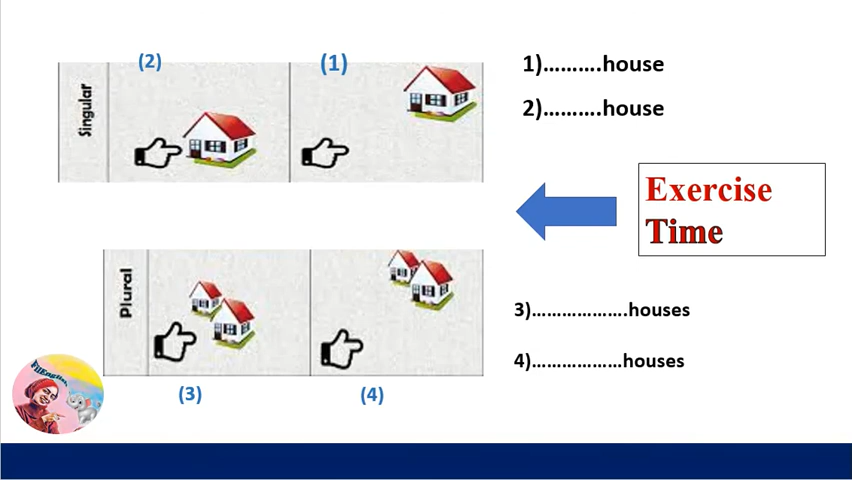 (2)
(1)
Singular
1)..........house
2)..........house
Exercise
Time
Plural
3)...................houses
4)..................houses
(3)
(4)